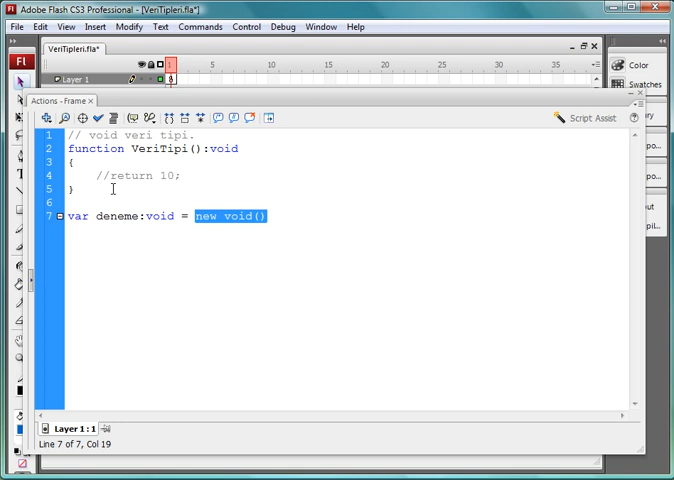 Adobe Flash CS3 Professional - [VeriTipleri.fla*]
File Edit View Insert Modify Text Commands Control Debug Window Help
VeriTipleri.fla*
Fl
1 5 10 15 20 25 30 35
Layer 1
Color
Swatches
Actions - Frame
Script Assist
1 // void veri tipi.
2 function VeriTipi():void
3 {
4 //return 10;
5 }
6
7 var deneme:void = new void()
Layer 1 : 1
Line 7 of 7, Col 19